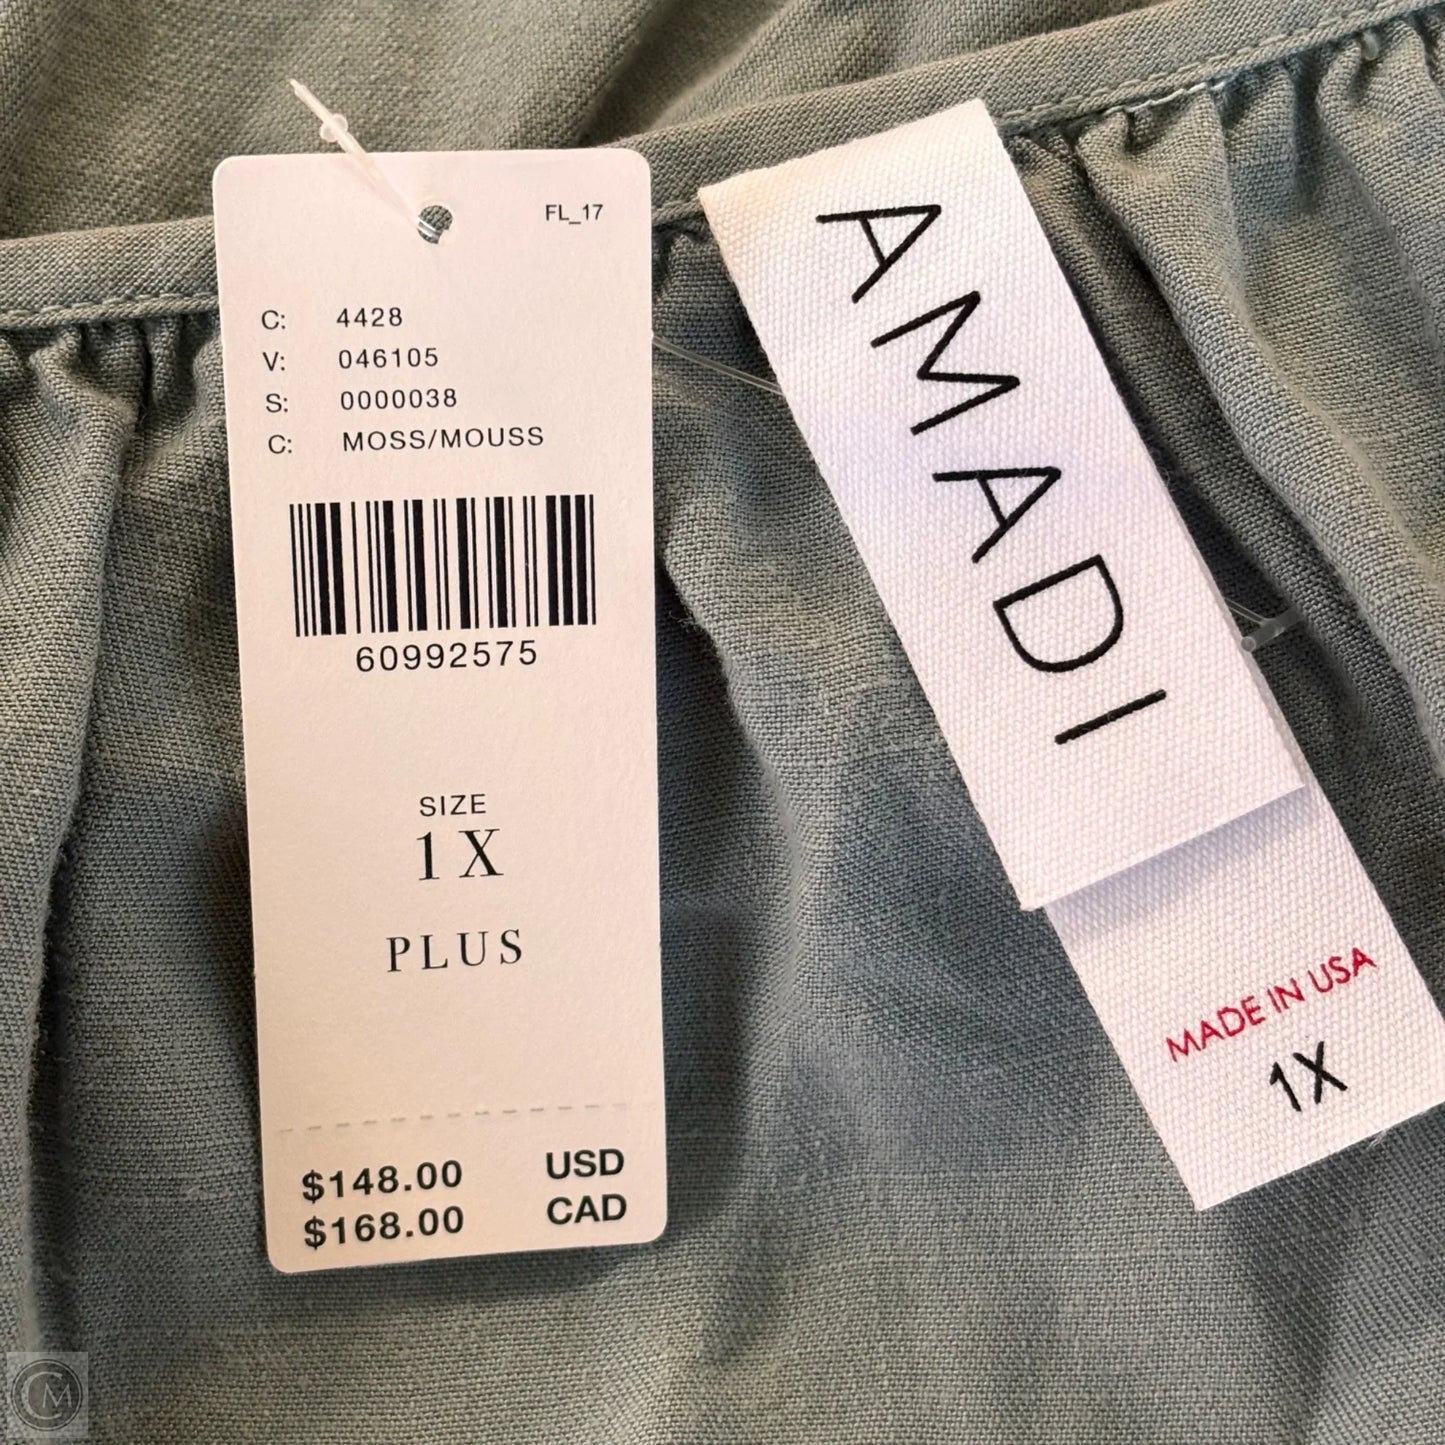 FL_17
C: 4428
V: 046105
S: 0000038
C: MOSS/MOUSS
60992575
SIZE
1X
PLUS
$148.00 USD
$168.00 CAD
AMADI
MADE IN USA
1X
CM